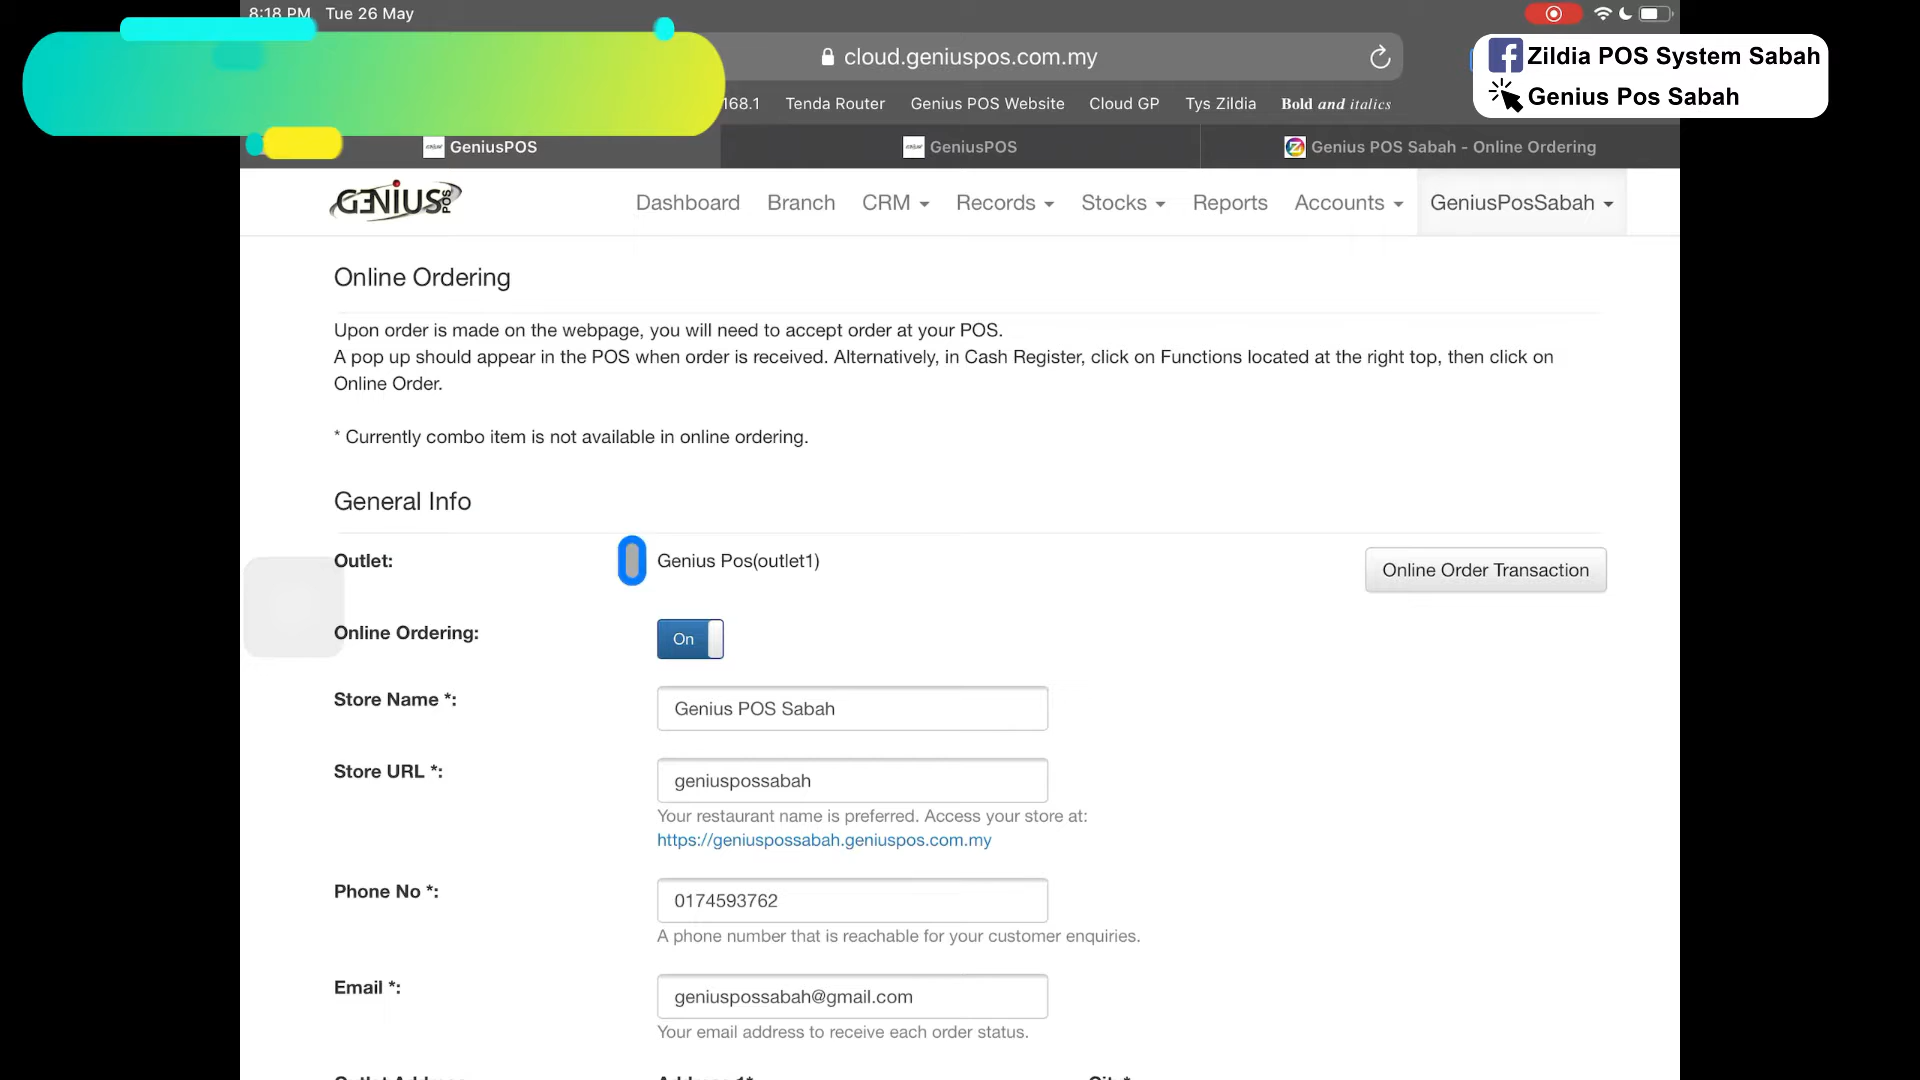 8:18 PM Tue 26 May
cloud.geniuspos.com.my
Zildia POS System Sabah
Genius Pos Sabah
168.1 Tenda Router Genius POS Website Cloud GP Tys Zildia Bold and italics
GeniusPOS GeniusPOS Genius POS Sabah - Online Ordering
GENIUS POS Dashboard Branch CRM Records Stocks Reports Accounts GeniusPosSabah
Online Ordering
Upon order is made on the webpage, you will need to accept order at your POS.
A pop up should appear in the POS when order is received. Alternatively, in Cash Register, click on Functions located at the right top, then click on
Online Order.
* Currently combo item is not available in online ordering.
General Info
Outlet: Genius Pos(outlet1) Online Order Transaction
Online Ordering: On
Store Name *: Genius POS Sabah
Store URL *: geniuspossabah
Your restaurant name is preferred. Access your store at:
https://geniuspossabah.geniuspos.com.my
Phone No *: 0174593762
A phone number that is reachable for your customer enquiries.
Email *: geniuspossabah@gmail.com
Your email address to receive each order status.